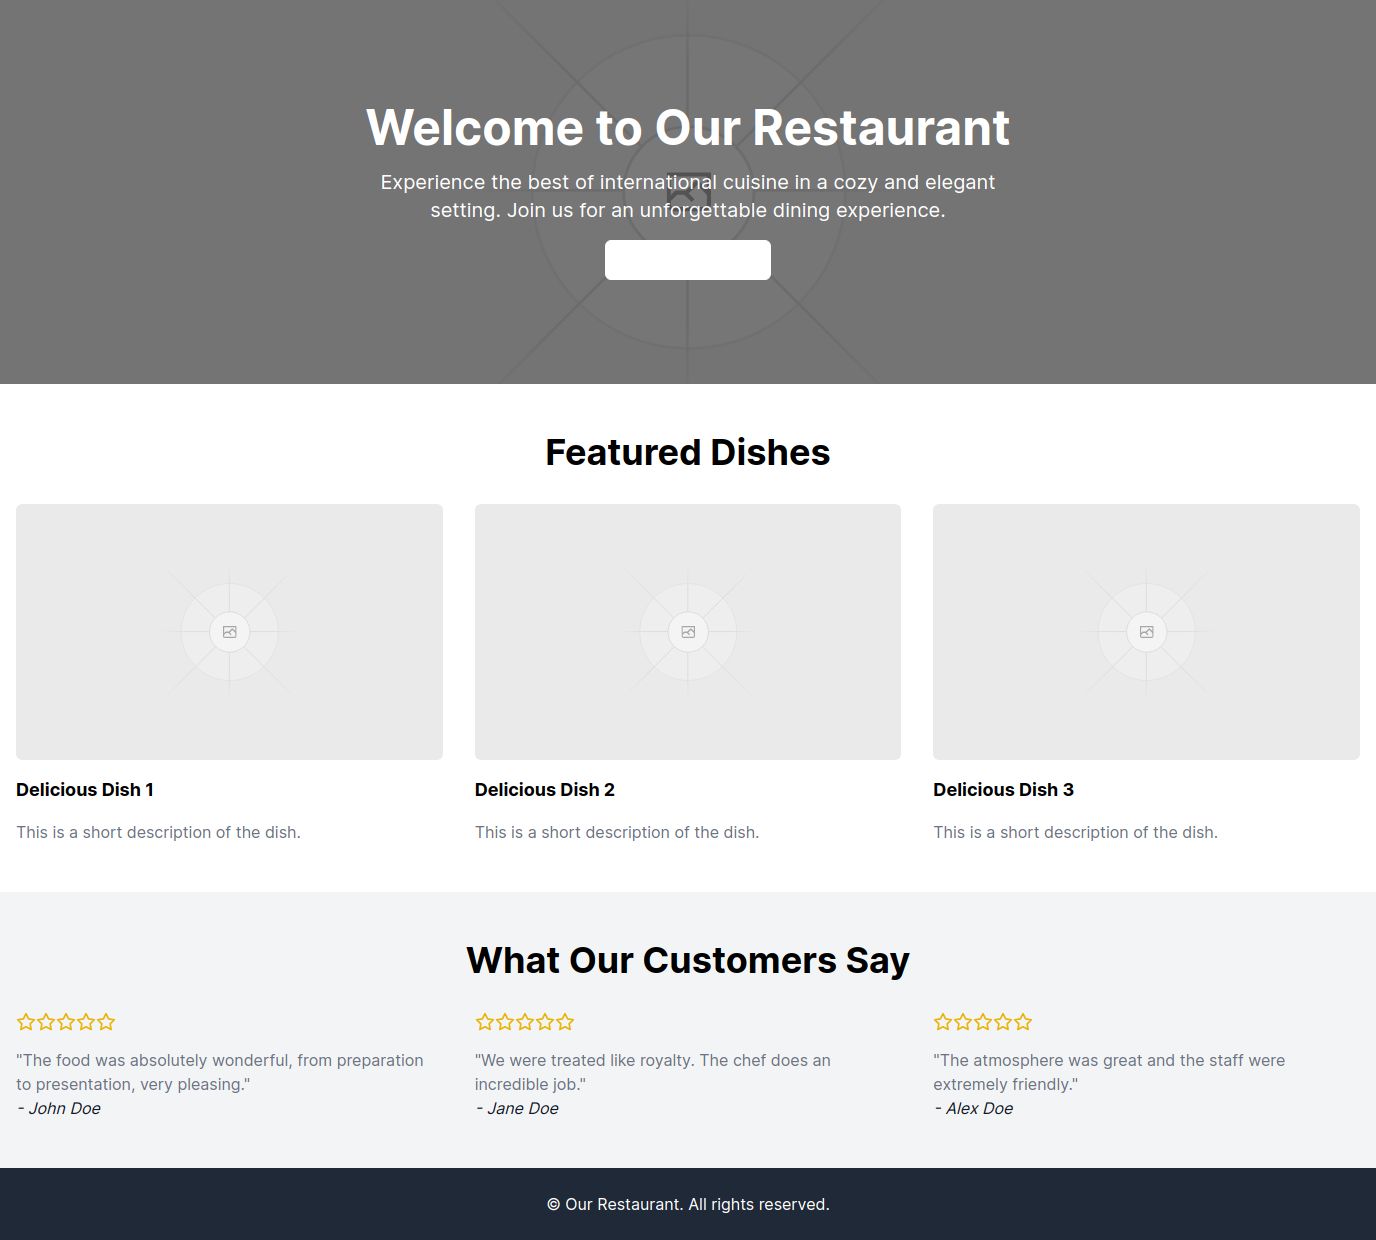 Welcome to Our Restaurant
Experience the best of international cuisine in a cozy and elegant
setting. Join us for an unforgettable dining experience.
Featured Dishes
Delicious Dish 1
This is a short description of the dish.
Delicious Dish 2
This is a short description of the dish.
Delicious Dish 3
This is a short description of the dish.
What Our Customers Say
"The food was absolutely wonderful, from preparation
to presentation, very pleasing."
- John Doe
"We were treated like royalty. The chef does an
incredible job."
- Jane Doe
"The atmosphere was great and the staff were
extremely friendly."
- Alex Doe
© Our Restaurant. All rights reserved.